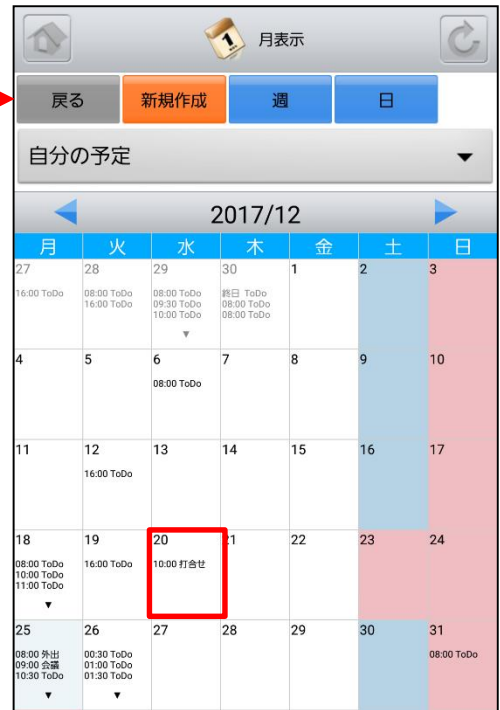 1
月表示
戻る 新規作成 週 日
自分の予定
2017/12
月 火 水 木 金 土 日
27 28 29 30 1 2 3
16:00 ToDo 08:00 ToDo 08:00 ToDo 終日 ToDo
16:00 ToDo 09:30 ToDo 08:00 ToDo
10:00 ToDo 08:00 ToDo
4 5 6 7 8 9 10
08:00 ToDo
11 12 13 14 15 16 17
16:00 ToDo
18 19 20 21 22 23 24
08:00 ToDo 16:00 ToDo 10:00 打合せ
10:00 ToDo
11:00 ToDo
25 26 27 28 29 30 31
08:00 外出 00:30 ToDo 08:00 ToDo
09:00 会議 01:00 ToDo
10:30 ToDo 01:30 ToDo